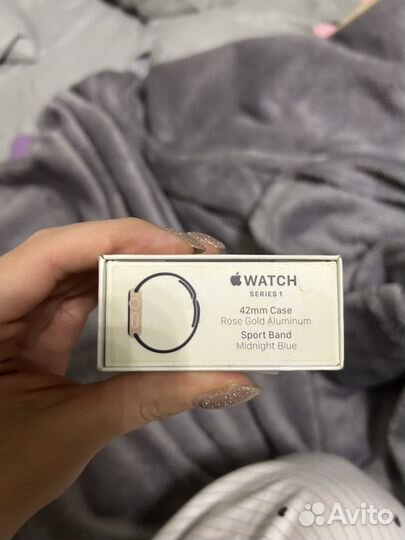 WATCH
SERIES 1
42mm Case
Rose Gold Aluminum
Sport Band
Midnight Blue
Avito